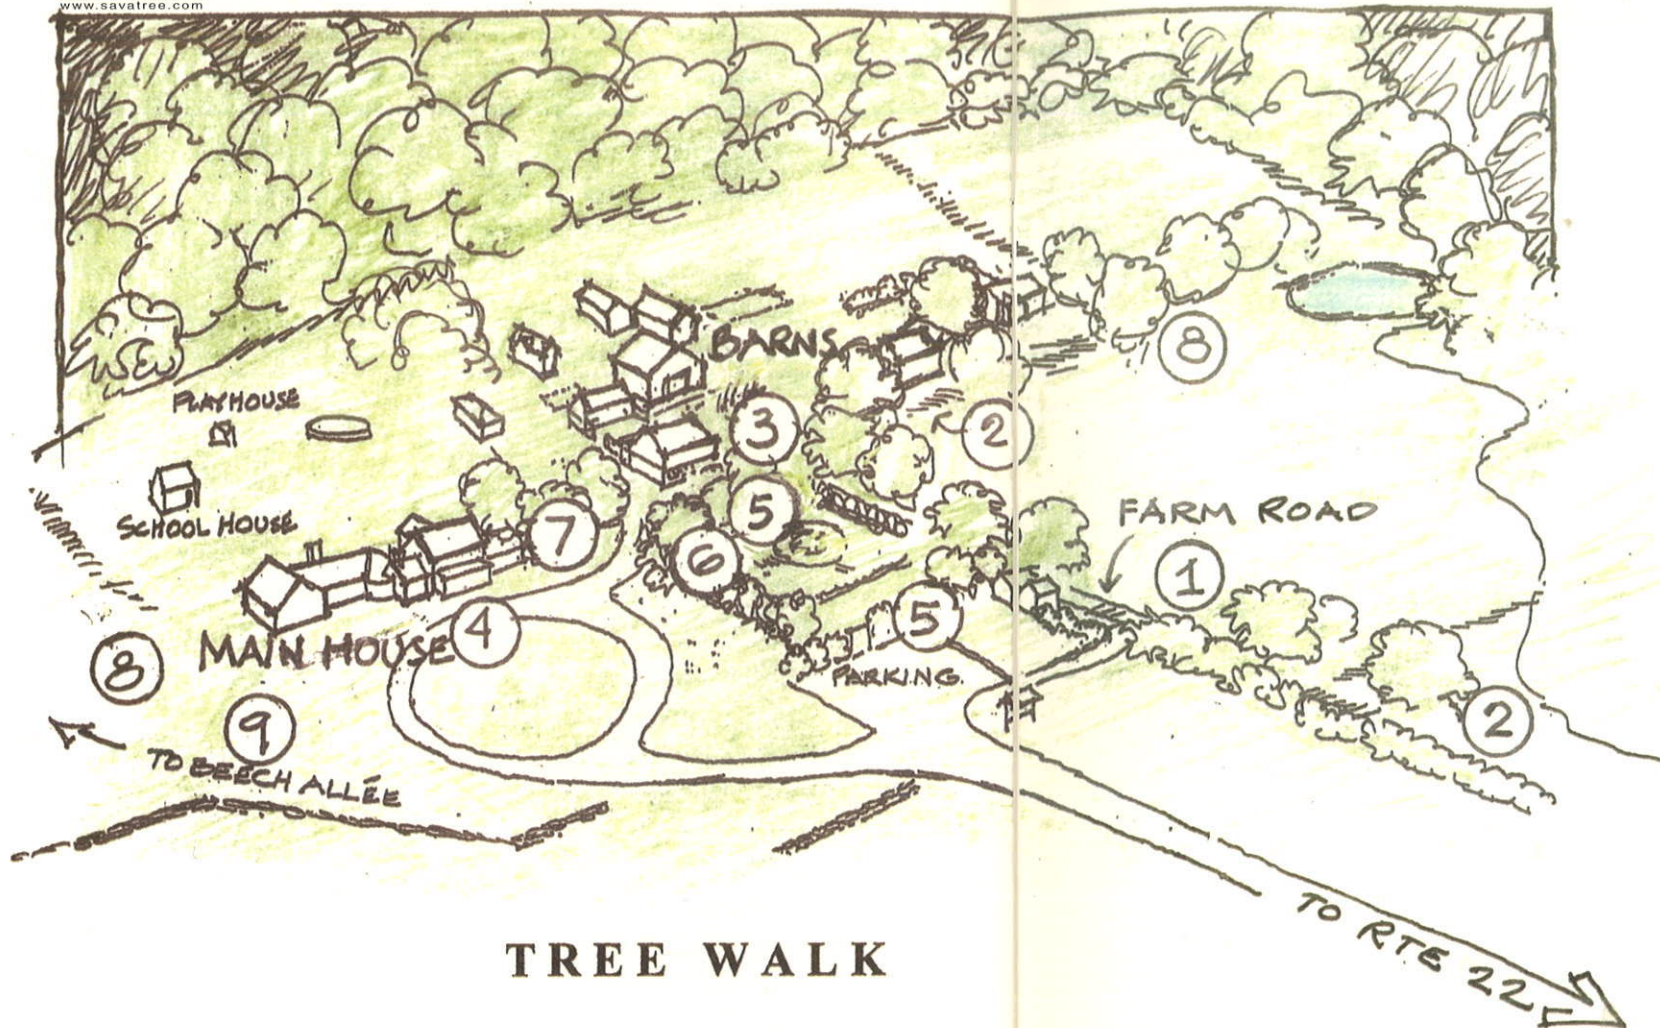 www.savatree.com
BARNS
8
PLAYHOUSE
3
2
SCHOOL HOUSE
5
FARM ROAD
7
6
1
MAIN HOUSE
4
5
8
PARKING
2
9
TO BEECH ALLÉE
TO RTE 22
TREE WALK